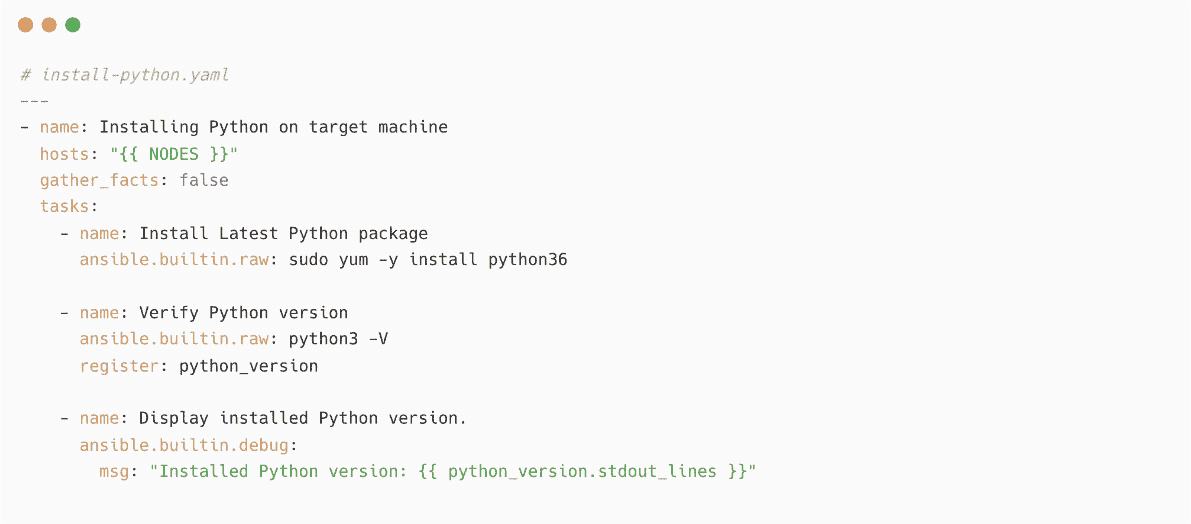 # install-python.yaml
---
- name: Installing Python on target machine
  hosts: "{{ NODES }}"
  gather_facts: false
  tasks:
    - name: Install Latest Python package
      ansible.builtin.raw: sudo yum -y install python36

    - name: Verify Python version
      ansible.builtin.raw: python3 -V
      register: python_version

    - name: Display installed Python version.
      ansible.builtin.debug:
        msg: "Installed Python version: {{ python_version.stdout_lines }}"